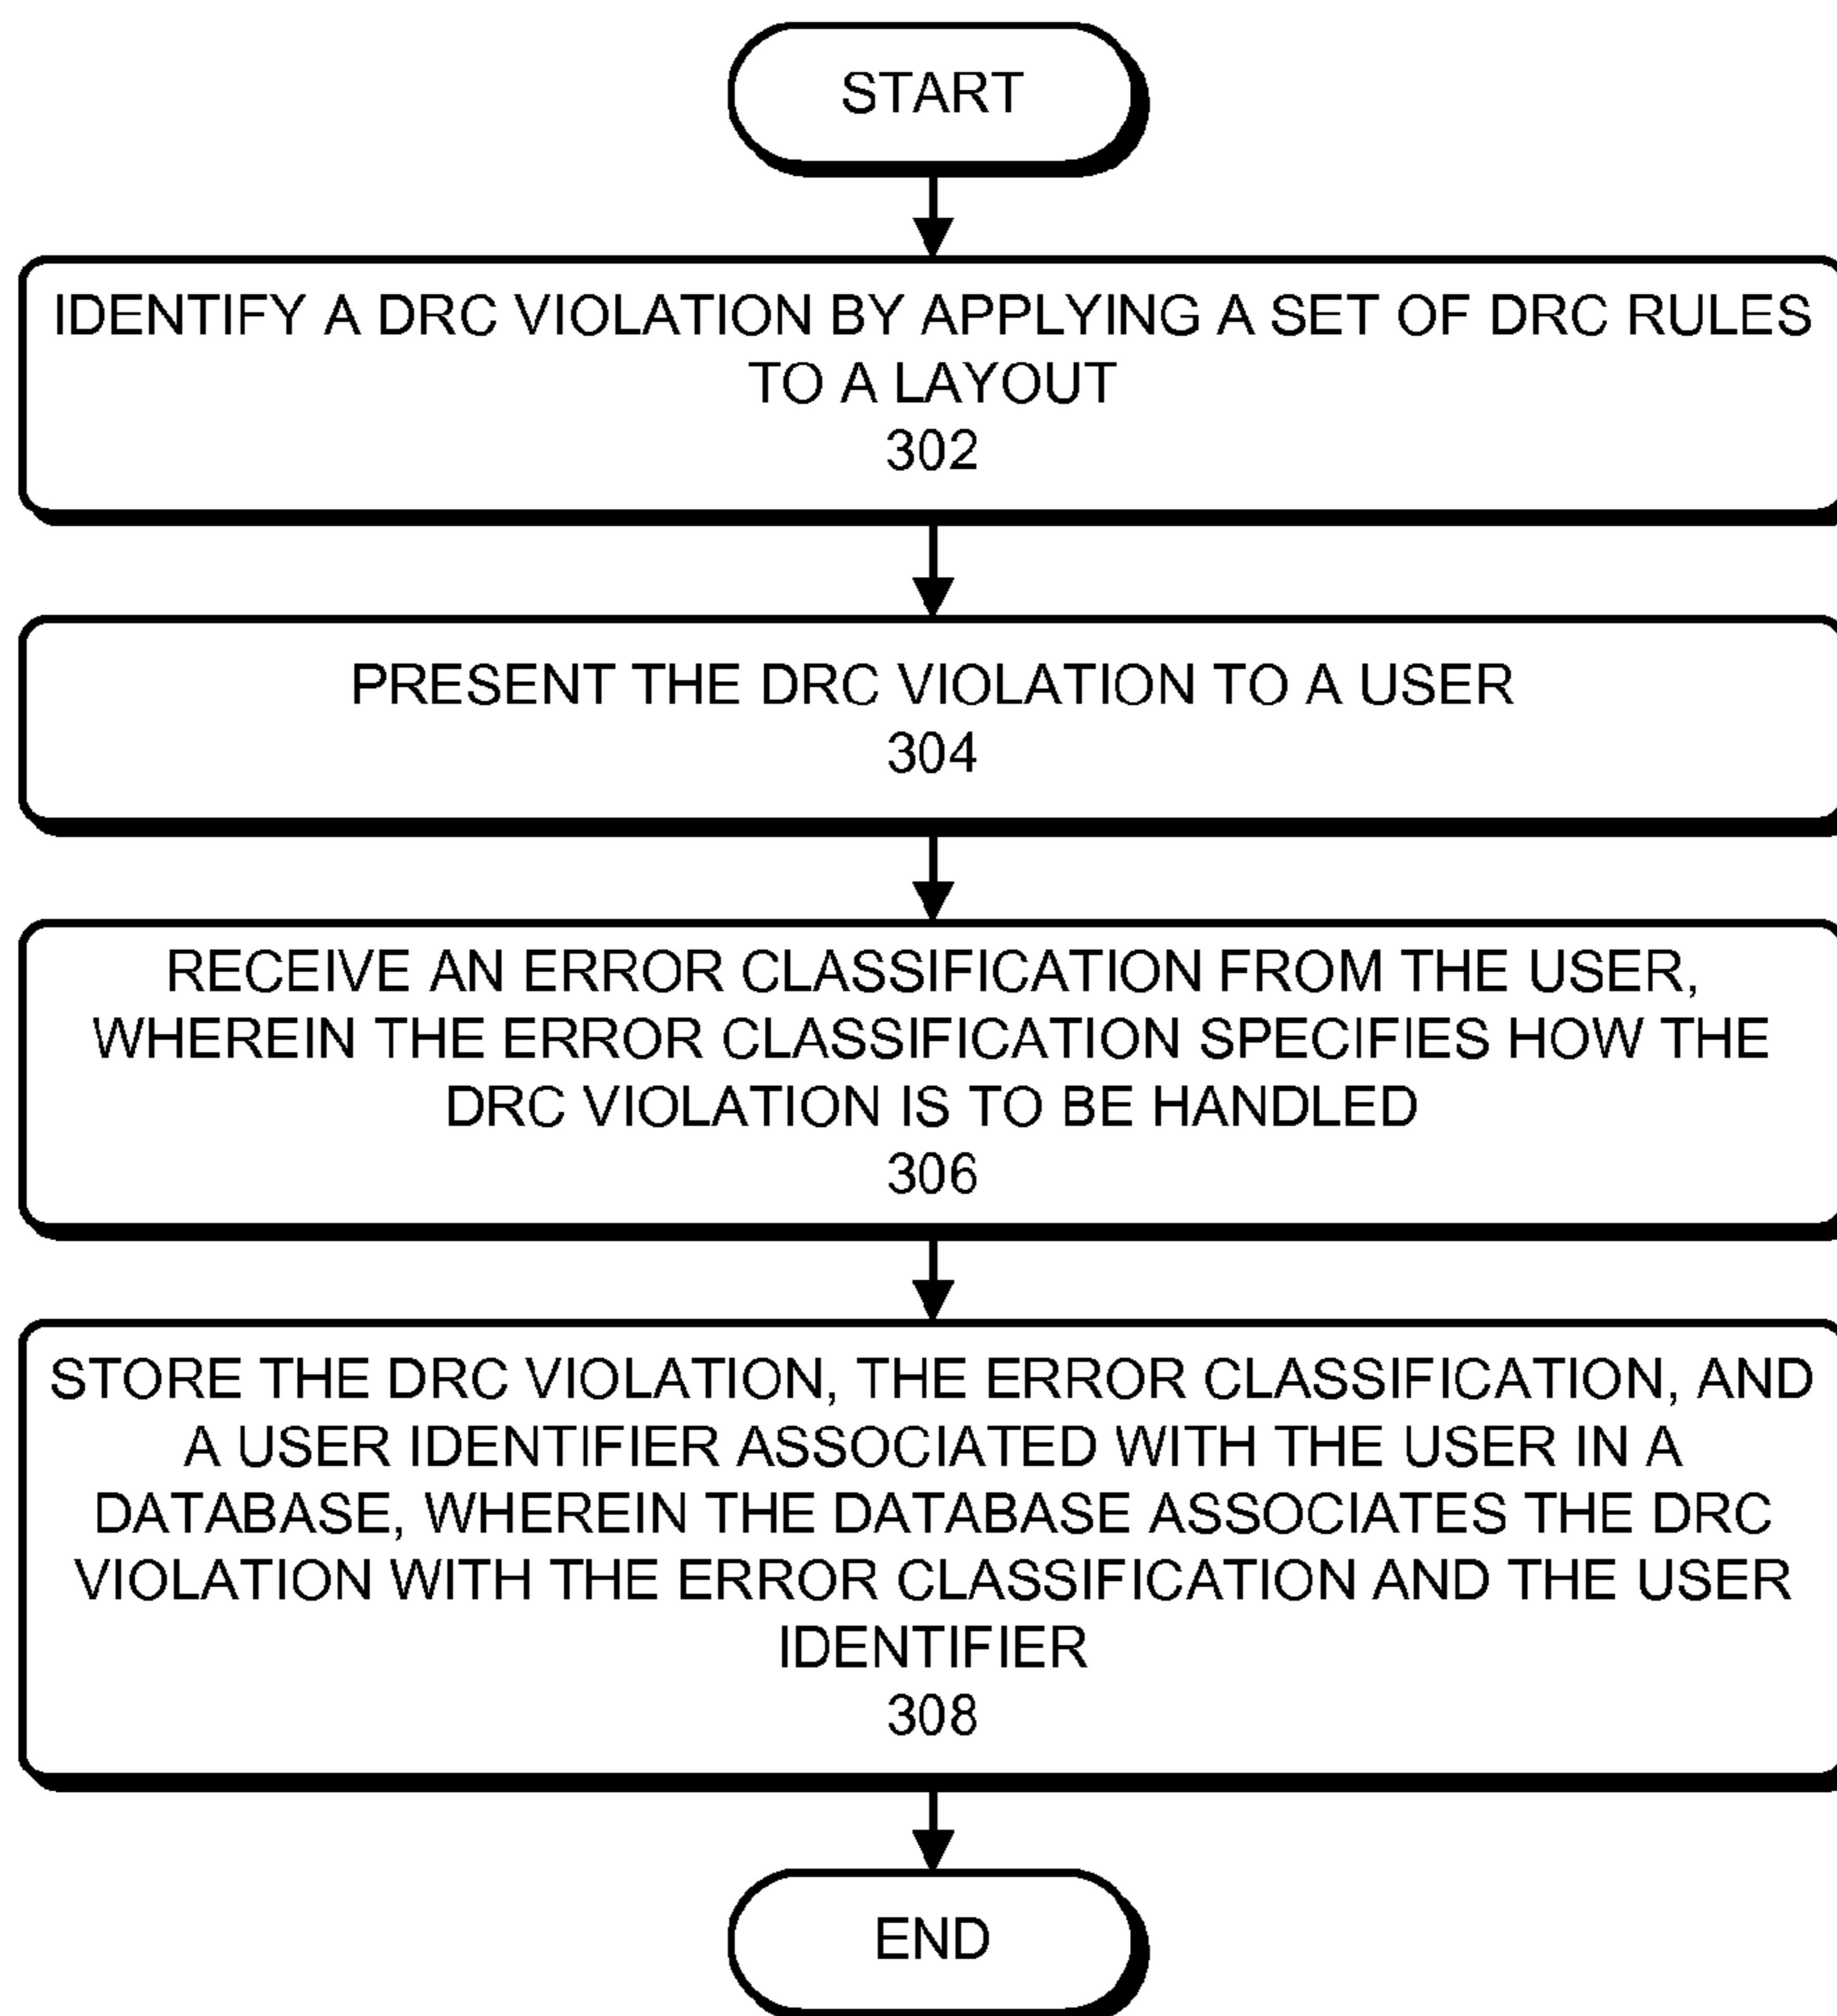 START
IDENTIFY A DRC VIOLATION BY APPLYING A SET OF DRC RULES
TO A LAYOUT
302
PRESENT THE DRC VIOLATION TO A USER
304
RECEIVE AN ERROR CLASSIFICATION FROM THE USER,
WHEREIN THE ERROR CLASSIFICATION SPECIFIES HOW THE
DRC VIOLATION IS TO BE HANDLED
306
STORE THE DRC VIOLATION, THE ERROR CLASSIFICATION, AND
A USER IDENTIFIER ASSOCIATED WITH THE USER IN A
DATABASE, WHEREIN THE DATABASE ASSOCIATES THE DRC
VIOLATION WITH THE ERROR CLASSIFICATION AND THE USER
IDENTIFIER
308
END